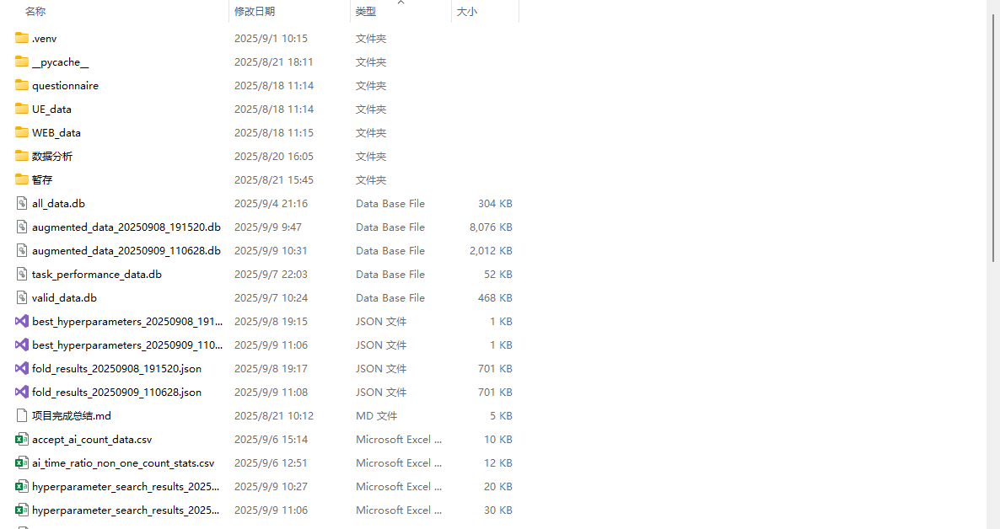 名称 修改日期 类型 大小
.venv 2025/9/1 10:15 文件夹
__pycache__ 2025/8/21 18:11 文件夹
questionnaire 2025/8/18 11:14 文件夹
UE_data 2025/8/18 11:14 文件夹
WEB_data 2025/8/18 11:15 文件夹
数据分析 2025/8/20 16:05 文件夹
暂存 2025/8/21 15:45 文件夹
all_data.db 2025/9/4 21:16 Data Base File 304 KB
augmented_data_20250908_191520.db 2025/9/9 9:47 Data Base File 8,076 KB
augmented_data_20250909_110628.db 2025/9/9 10:31 Data Base File 2,012 KB
task_performance_data.db 2025/9/7 22:03 Data Base File 52 KB
valid_data.db 2025/9/7 10:24 Data Base File 468 KB
best_hyperparameters_20250908_191... 2025/9/8 19:15 JSON 文件 1 KB
best_hyperparameters_20250909_110... 2025/9/9 11:06 JSON 文件 1 KB
fold_results_20250908_191520.json 2025/9/8 19:17 JSON 文件 701 KB
fold_results_20250909_110628.json 2025/9/9 11:08 JSON 文件 701 KB
项目完成总结.md 2025/8/21 10:12 MD 文件 5 KB
accept_ai_count_data.csv 2025/9/6 15:14 Microsoft Excel ... 10 KB
ai_time_ratio_non_one_count_stats.csv 2025/9/6 12:51 Microsoft Excel ... 12 KB
hyperparameter_search_results_2025... 2025/9/9 10:27 Microsoft Excel ... 20 KB
hyperparameter_search_results_2025... 2025/9/9 11:06 Microsoft Excel ... 30 KB